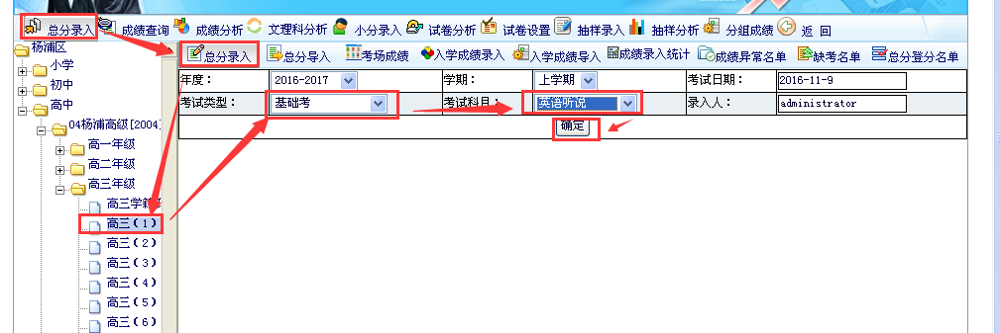 总分录入 成绩查询 成绩分析 文理科分析 小分录入 试卷分析 试卷设置 抽样录入 抽样分析 分组成绩 返 回
杨浦区
小学
初中
高中
04杨浦高级[2004]
高一年级
高二年级
高三年级
高三学籍
高三(1)
高三(2)
高三(3)
高三(4)
高三(5)
高三(6)
总分录入 总分导入 考场成绩 入学成绩录入 入学成绩导入 成绩录入统计 成绩异常名单 缺考名单 总分登分名单
年度: 2016-2017 学期: 上学期 考试日期: 2016-11-9
考试类型: 基础考 考试科目: 英语听说 录入人: administrator
确定